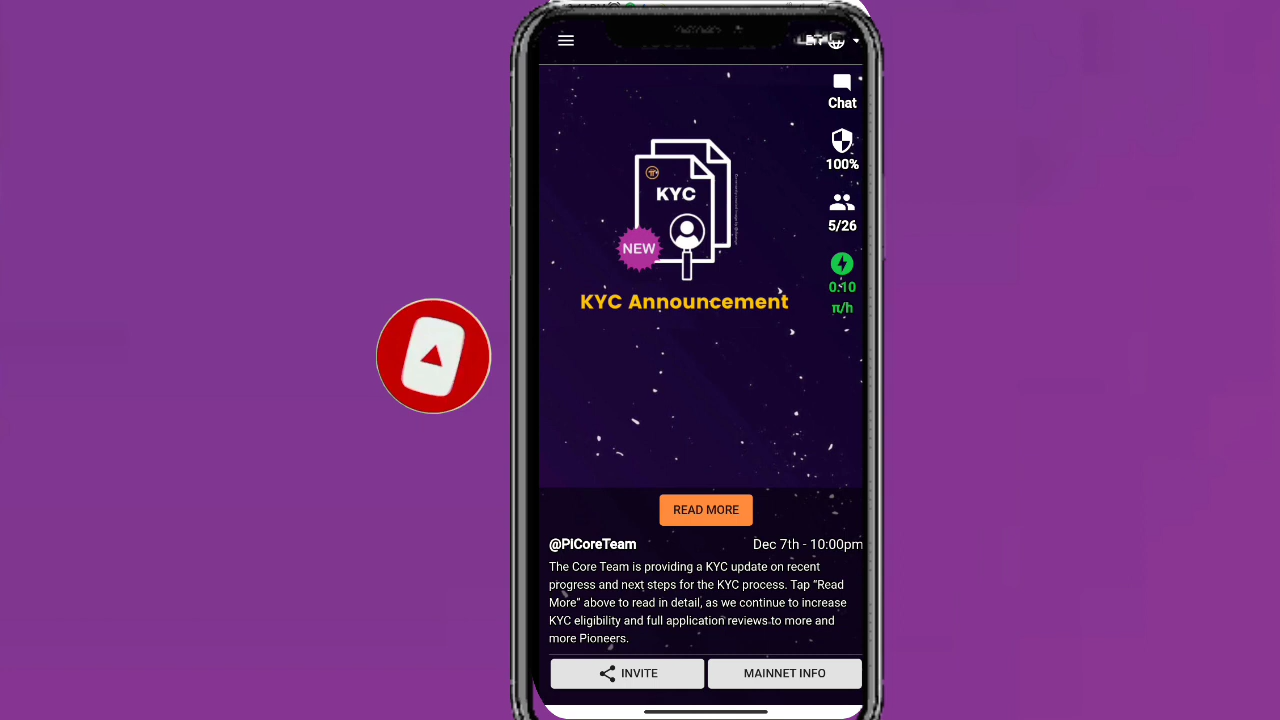 EN
Chat
100%
5/26
0.10
π/h
KYC
NEW
KYC Announcement
READ MORE
@PiCoreTeam
Dec 7th - 10:00pm
The Core Team is providing a KYC update on recent
progress and next steps for the KYC process. Tap “Read
More” above to read in detail, as we continue to increase
KYC eligibility and full application reviews to more and
more Pioneers.
INVITE
MAINNET INFO